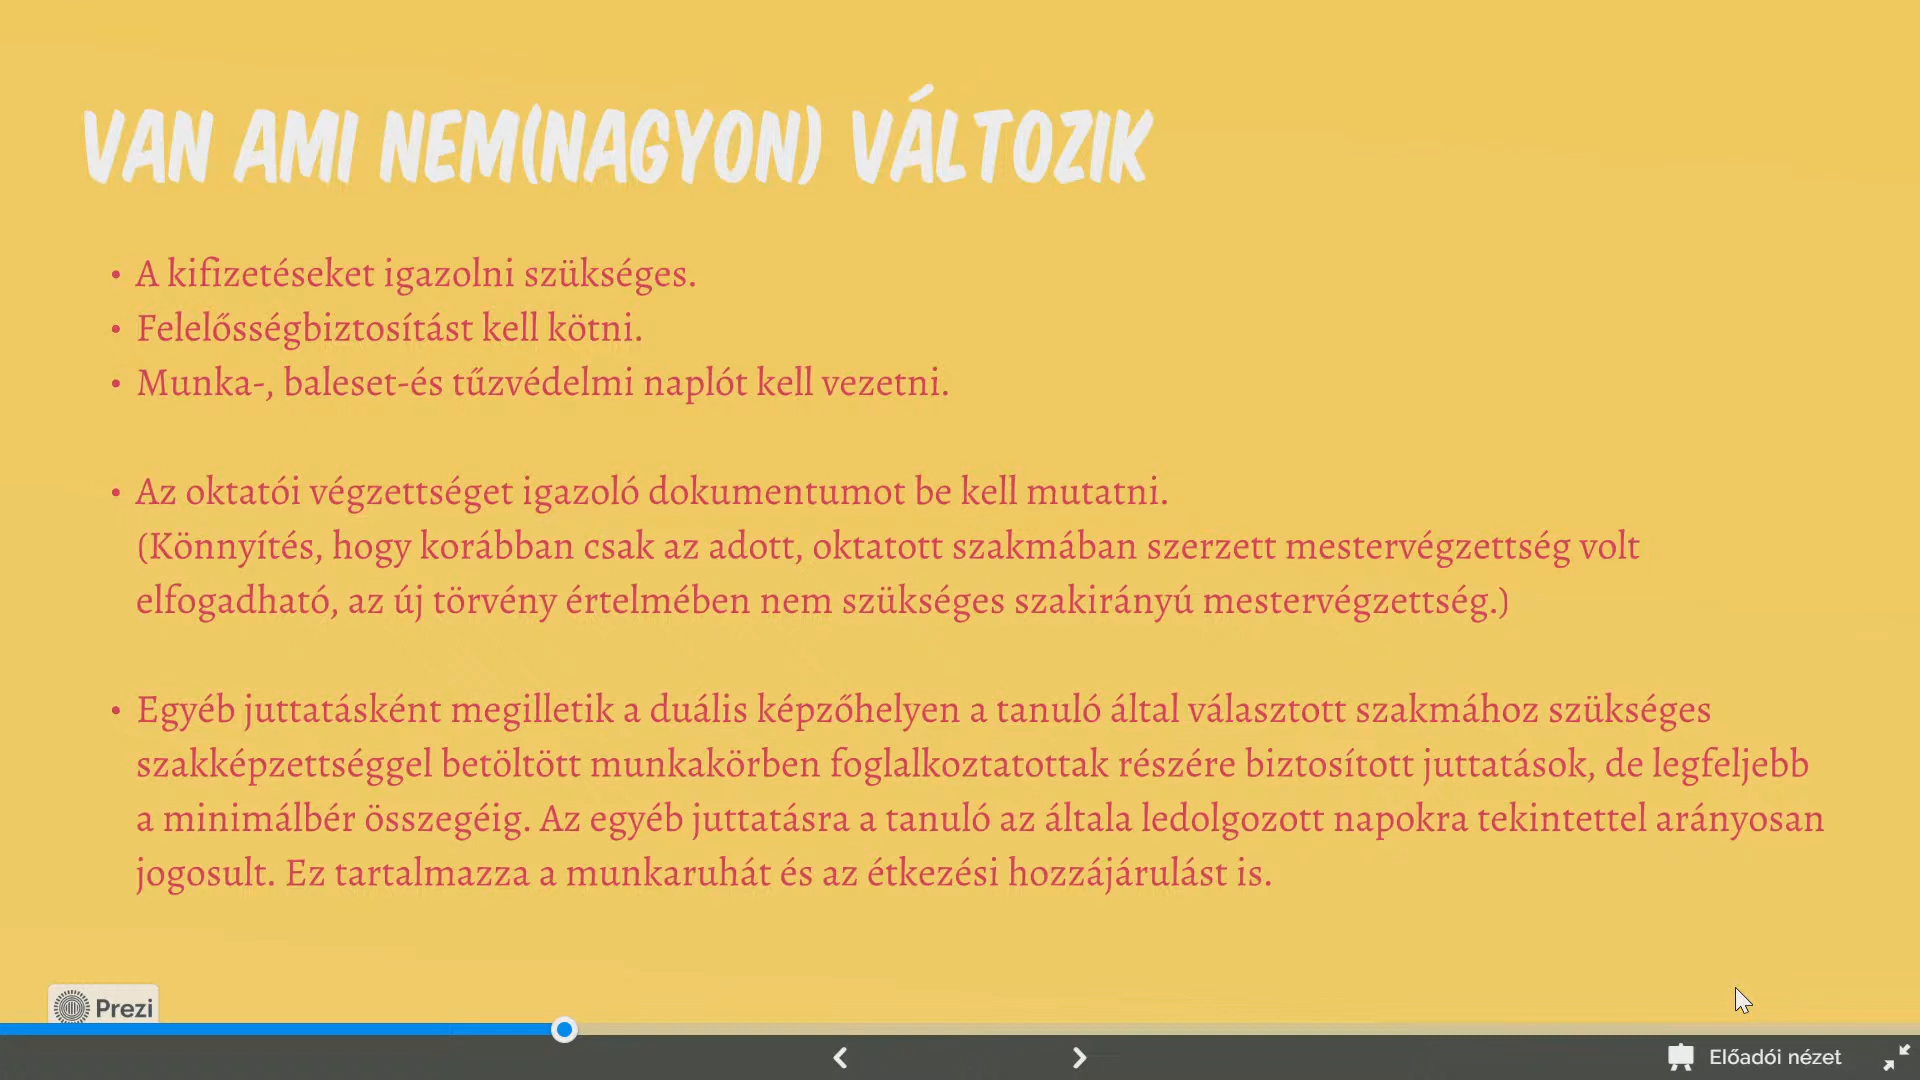 VAN AMI NEM(NAGYON) VÁLTOZIK
• A kifizetéseket igazolni szükséges.
• Felelősségbiztosítást kell kötni.
• Munka-, baleset-és tűzvédelmi naplót kell vezetni.
• Az oktatói végzettséget igazoló dokumentumot be kell mutatni.
(Könnyítés, hogy korábban csak az adott, oktatott szakmában szerzett mestervégzettség volt
elfogadható, az új törvény értelmében nem szükséges szakirányú mestervégzettség.)
• Egyéb juttatásként megilletik a duális képzőhelyen a tanuló által választott szakmához szükséges
szakképzettséggel betöltött munkakörben foglalkoztatottak részére biztosított juttatások, de legfeljebb
a minimálbér összegéig. Az egyéb juttatásra a tanuló az általa ledolgozott napokra tekintettel arányosan
jogosult. Ez tartalmazza a munkaruhát és az étkezési hozzájárulást is.
Prezi
Előadói nézet